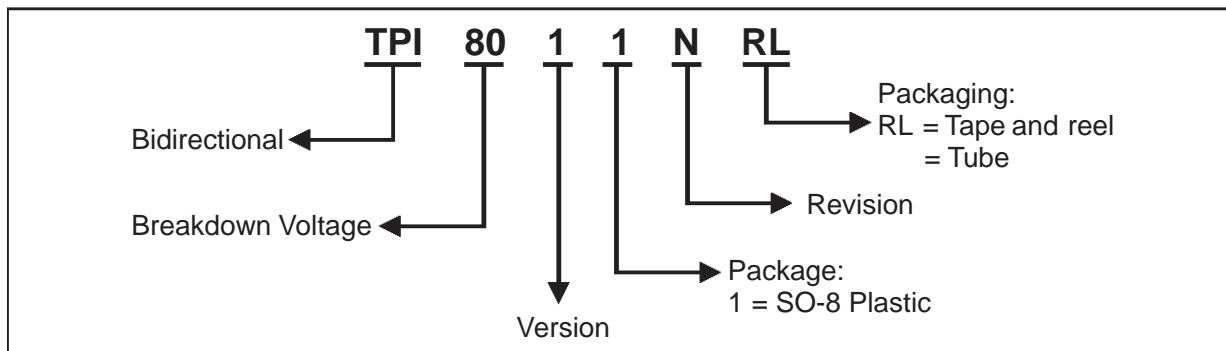 TPI 80 1 1 N RL
Packaging:
RL = Tape and reel
= Tube
Bidirectional
Revision
Breakdown Voltage
Package:
1 = SO-8 Plastic
Version